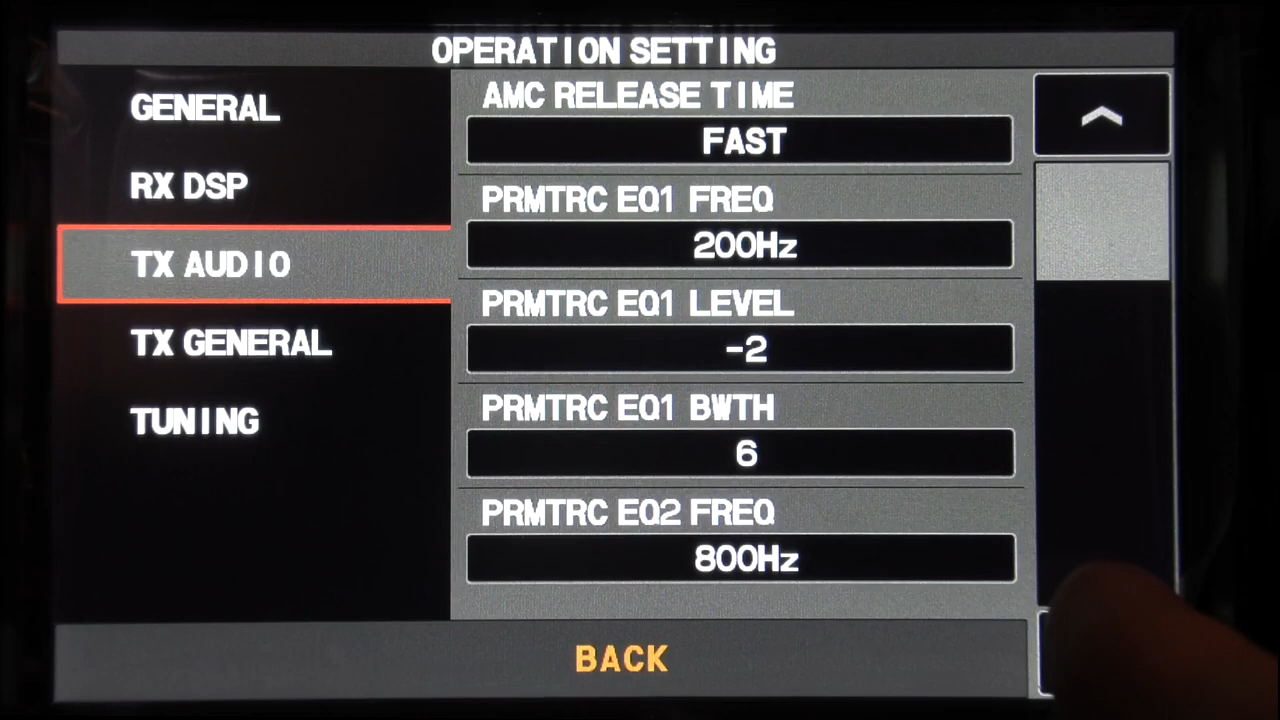 OPERATION SETTING
GENERAL
RX DSP
TX AUDIO
TX GENERAL
TUNING
AMC RELEASE TIME
FAST
PRMTRC EQ1 FREQ
200Hz
PRMTRC EQ1 LEVEL
-2
PRMTRC EQ1 BWTH
6
PRMTRC EQ2 FREQ
800Hz
BACK